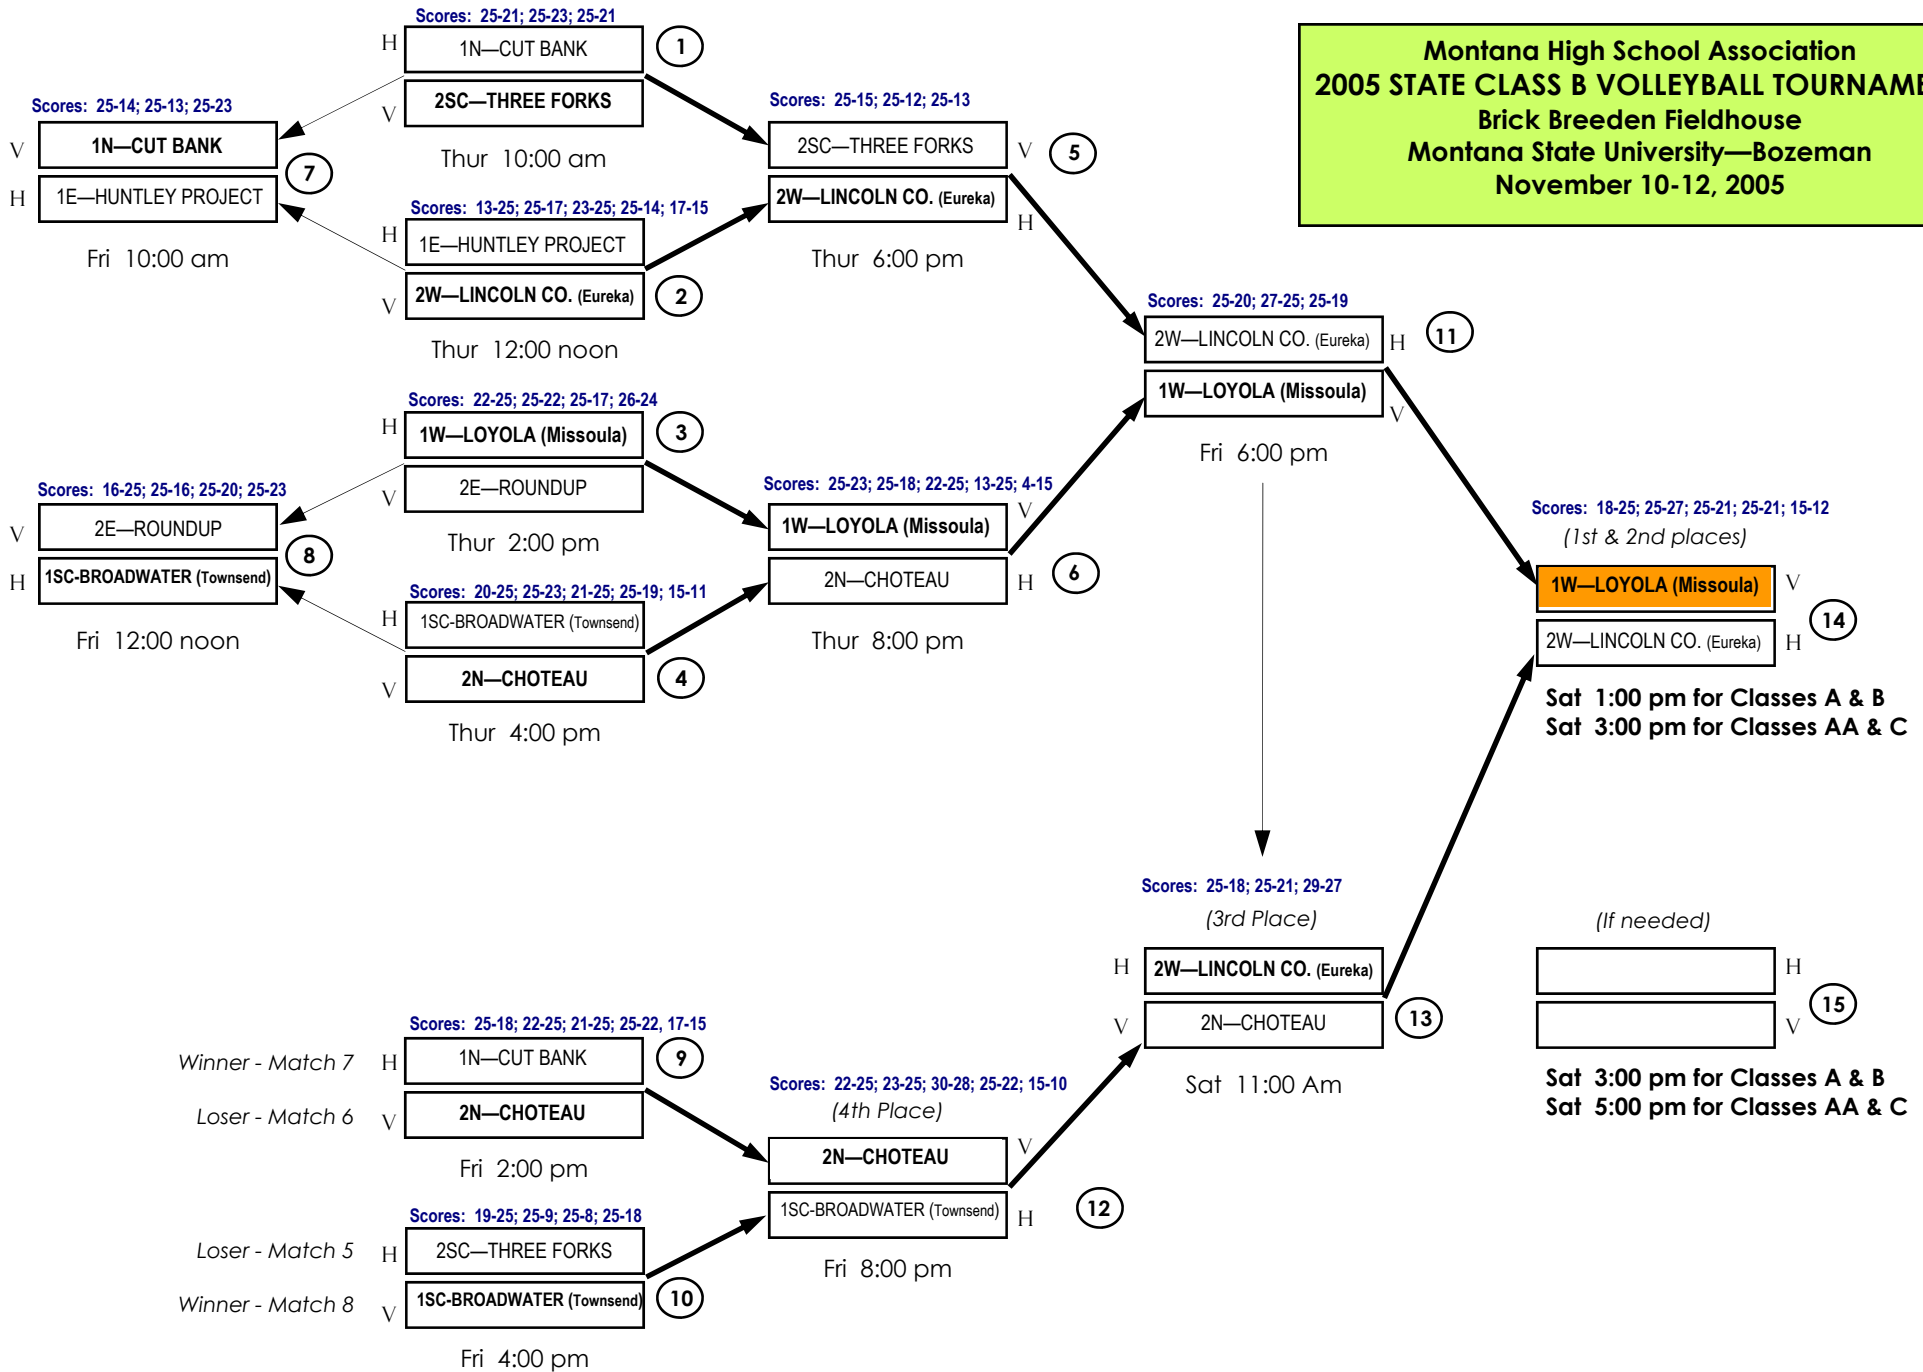 Montana High School Association
2005 STATE CLASS B VOLLEYBALL TOURNAME
Brick Breeden Fieldhouse
Montana State University—Bozeman
November 10-12, 2005
Scores: 25-21; 25-23; 25-21
H 1N—CUT BANK 1
V 2SC—THREE FORKS
Thur 10:00 am
Scores: 25-14; 25-13; 25-23
V 1N—CUT BANK
7
H 1E—HUNTLEY PROJECT
Fri 10:00 am
Scores: 13-25; 25-17; 23-25; 25-14; 17-15
H 1E—HUNTLEY PROJECT
V 2W—LINCOLN CO. (Eureka) 2
Thur 12:00 noon
Scores: 25-15; 25-12; 25-13
2SC—THREE FORKS V 5
2W—LINCOLN CO. (Eureka) H
Thur 6:00 pm
Scores: 22-25; 25-22; 25-17; 26-24
H 1W—LOYOLA (Missoula) 3
V 2E—ROUNDUP
Thur 2:00 pm
Scores: 16-25; 25-16; 25-20; 25-23
V 2E—ROUNDUP
8
H 1SC-BROADWATER (Townsend)
Fri 12:00 noon
Scores: 20-25; 25-23; 21-25; 25-19; 15-11
H 1SC-BROADWATER (Townsend)
V 2N—CHOTEAU 4
Thur 4:00 pm
Scores: 25-23; 25-18; 22-25; 13-25; 4-15
1W—LOYOLA (Missoula) V
2N—CHOTEAU H 6
Thur 8:00 pm
Scores: 25-20; 27-25; 25-19
2W—LINCOLN CO. (Eureka) H 11
1W—LOYOLA (Missoula) V
Fri 6:00 pm
Scores: 18-25; 25-27; 25-21; 25-21; 15-12
(1st & 2nd places)
1W—LOYOLA (Missoula) V
14
2W—LINCOLN CO. (Eureka) H
Sat 1:00 pm for Classes A & B
Sat 3:00 pm for Classes AA & C
Scores: 25-18; 25-21; 29-27
(3rd Place)
H 2W—LINCOLN CO. (Eureka)
V 2N—CHOTEAU 13
Sat 11:00 Am
(If needed)
H
15
V
Sat 3:00 pm for Classes A & B
Sat 5:00 pm for Classes AA & C
Scores: 25-18; 22-25; 21-25; 25-22, 17-15
Winner - Match 7 H 1N—CUT BANK 9
Loser - Match 6 V 2N—CHOTEAU
Fri 2:00 pm
Scores: 22-25; 23-25; 30-28; 25-22; 15-10
(4th Place)
2N—CHOTEAU V
1SC-BROADWATER (Townsend) H 12
Fri 8:00 pm
Scores: 19-25; 25-9; 25-8; 25-18
Loser - Match 5 H 2SC—THREE FORKS
Winner - Match 8 V 1SC-BROADWATER (Townsend) 10
Fri 4:00 pm